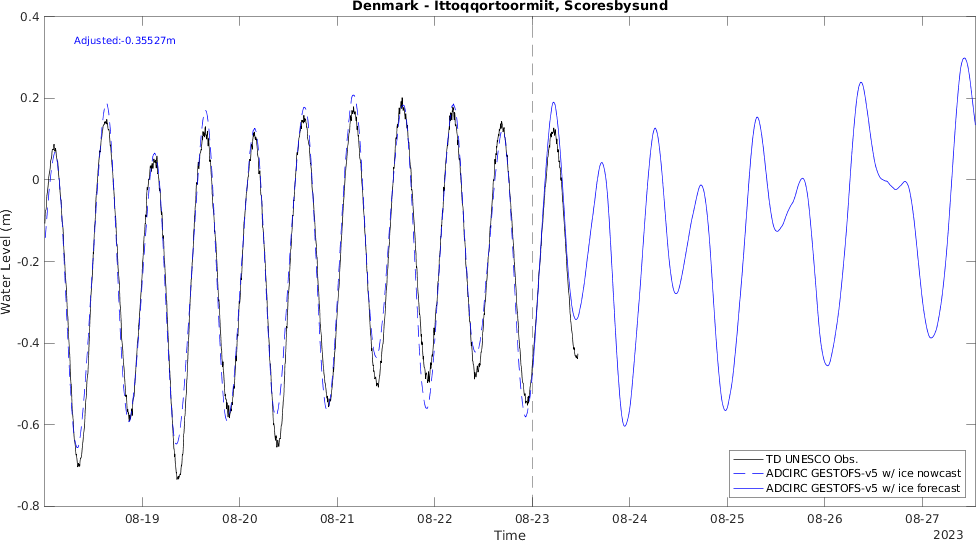 Denmark - Ittoqqortoormiit, Scoresbysund
Adjusted:-0.35527m
0.4
0.2
0
-0.2
-0.4
-0.6
-0.8
Water Level (m)
TD UNESCO Obs.
ADCIRC GESTOFS-v5 w/ ice nowcast
ADCIRC GESTOFS-v5 w/ ice forecast
08-19 08-20 08-21 08-22 08-23 08-24 08-25 08-26 08-27
Time
2023